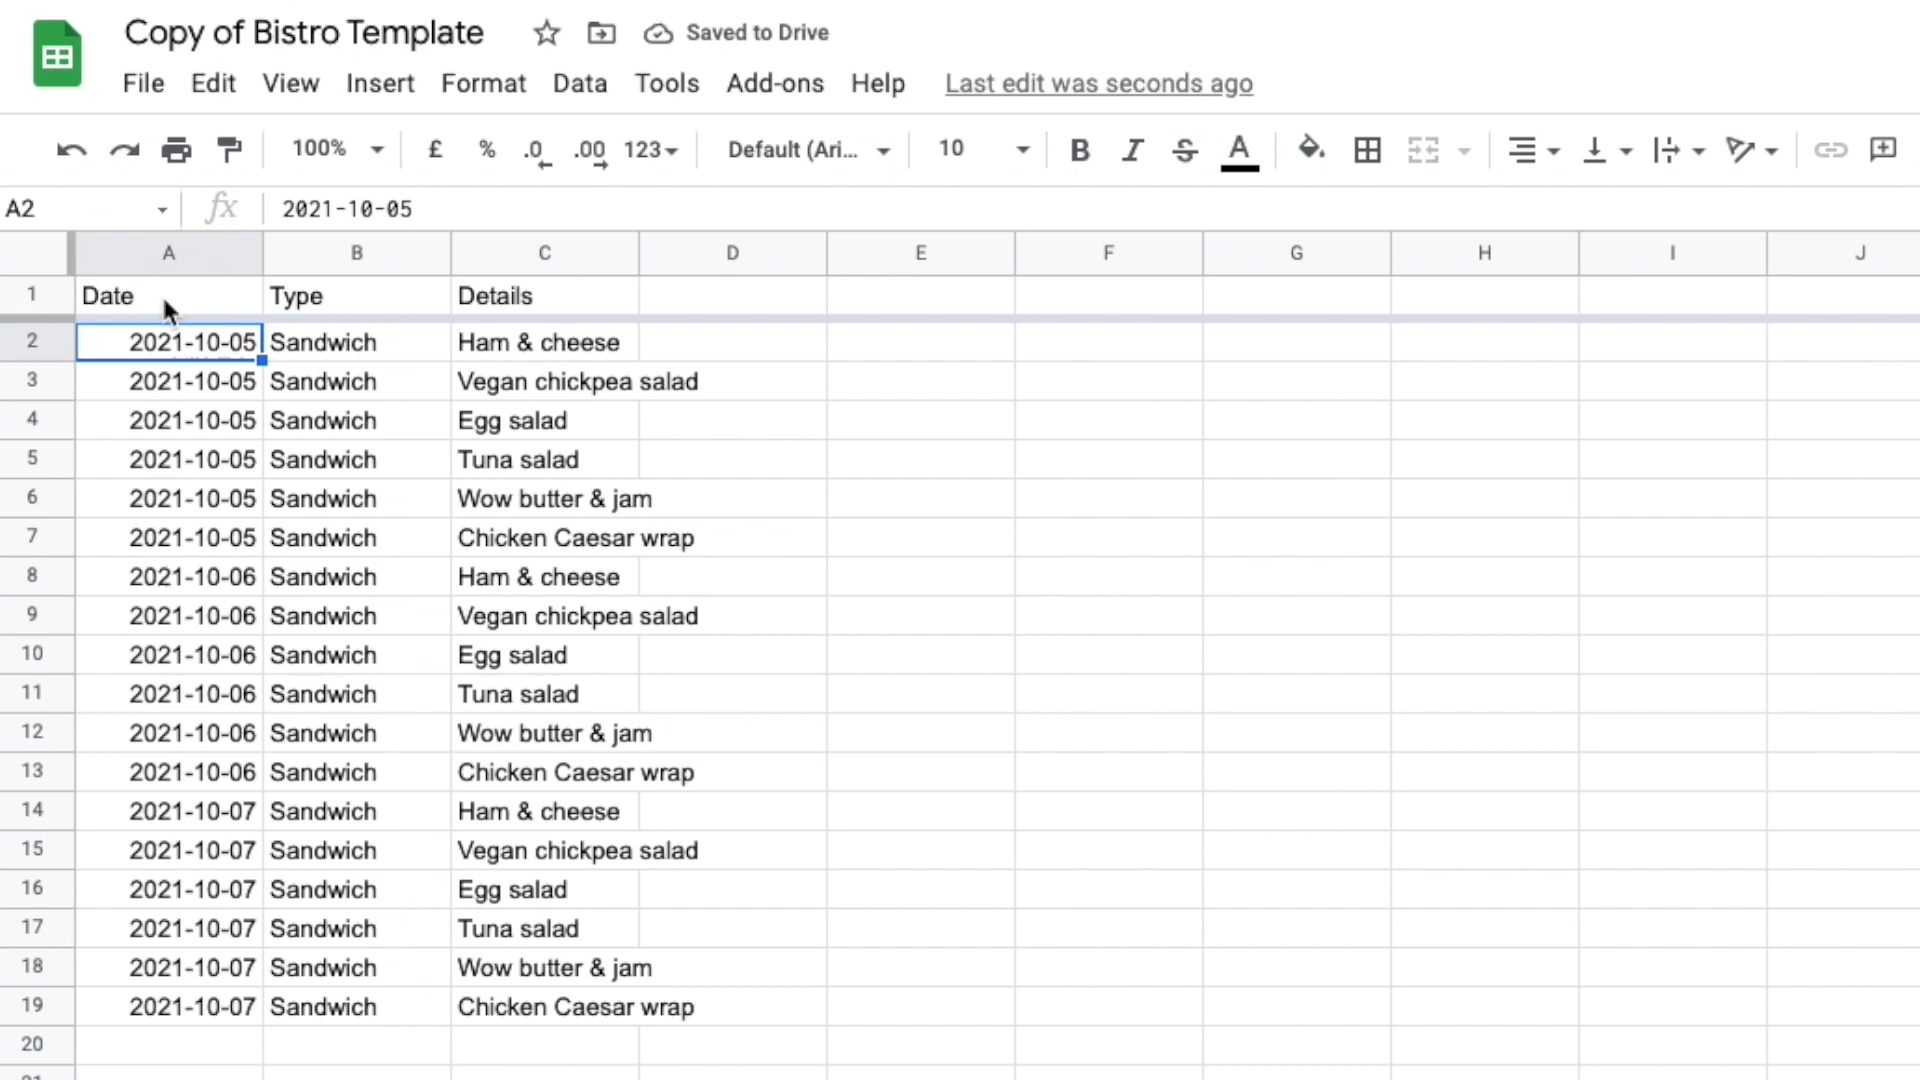 Copy of Bistro Template Saved to Drive
File Edit View Insert Format Data Tools Add-ons Help Last edit was seconds ago
100% £ % .0 .00 123 Default (Ari... 10 B I S A
A2 fx 2021-10-05
A B C D E F G H I J
1 Date Type Details
2 2021-10-05 Sandwich Ham & cheese
3 2021-10-05 Sandwich Vegan chickpea salad
4 2021-10-05 Sandwich Egg salad
5 2021-10-05 Sandwich Tuna salad
6 2021-10-05 Sandwich Wow butter & jam
7 2021-10-05 Sandwich Chicken Caesar wrap
8 2021-10-06 Sandwich Ham & cheese
9 2021-10-06 Sandwich Vegan chickpea salad
10 2021-10-06 Sandwich Egg salad
11 2021-10-06 Sandwich Tuna salad
12 2021-10-06 Sandwich Wow butter & jam
13 2021-10-06 Sandwich Chicken Caesar wrap
14 2021-10-07 Sandwich Ham & cheese
15 2021-10-07 Sandwich Vegan chickpea salad
16 2021-10-07 Sandwich Egg salad
17 2021-10-07 Sandwich Tuna salad
18 2021-10-07 Sandwich Wow butter & jam
19 2021-10-07 Sandwich Chicken Caesar wrap
20